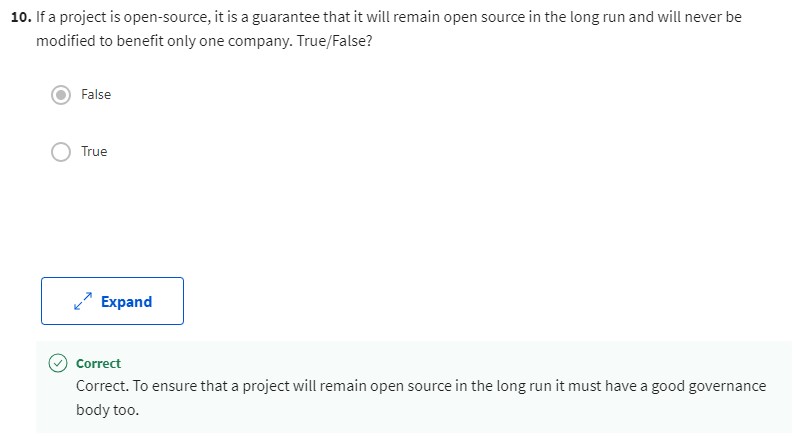 10. If a project is open-source, it is a guarantee that it will remain open source in the long run and will never be
modified to benefit only one company. True/False?
False
True
Expand
Correct
Correct. To ensure that a project will remain open source in the long run it must have a good governance
body too.